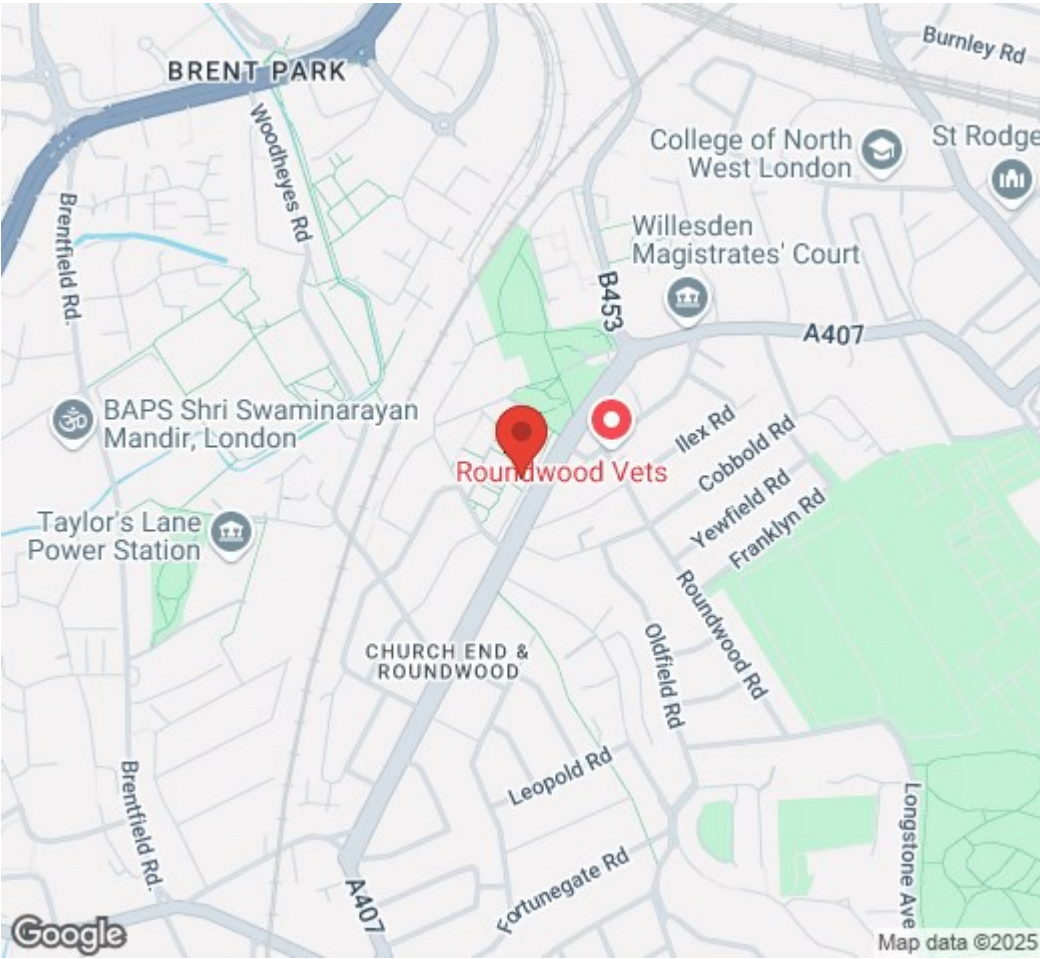 BRENT PARK
Burnley Rd
Woodheyes Rd
College of North
West London
St Rodge
Brentfield Rd.
Willesden
Magistrates' Court
B453
A407
BAPS Shri Swaminarayan
Mandir, London
Ilex Rd
Cobbold Rd
Roundwood Vets
Yewfield Rd
Franklyn Rd
Taylor's Lane
Power Station
Roundwood Rd
CHURCH END &
ROUNDWOOD
Oldfield Rd
Leopold Rd
Brentfield Rd.
Longstone Ave
Fortunegate Rd
A407
Google
Map data ©2025